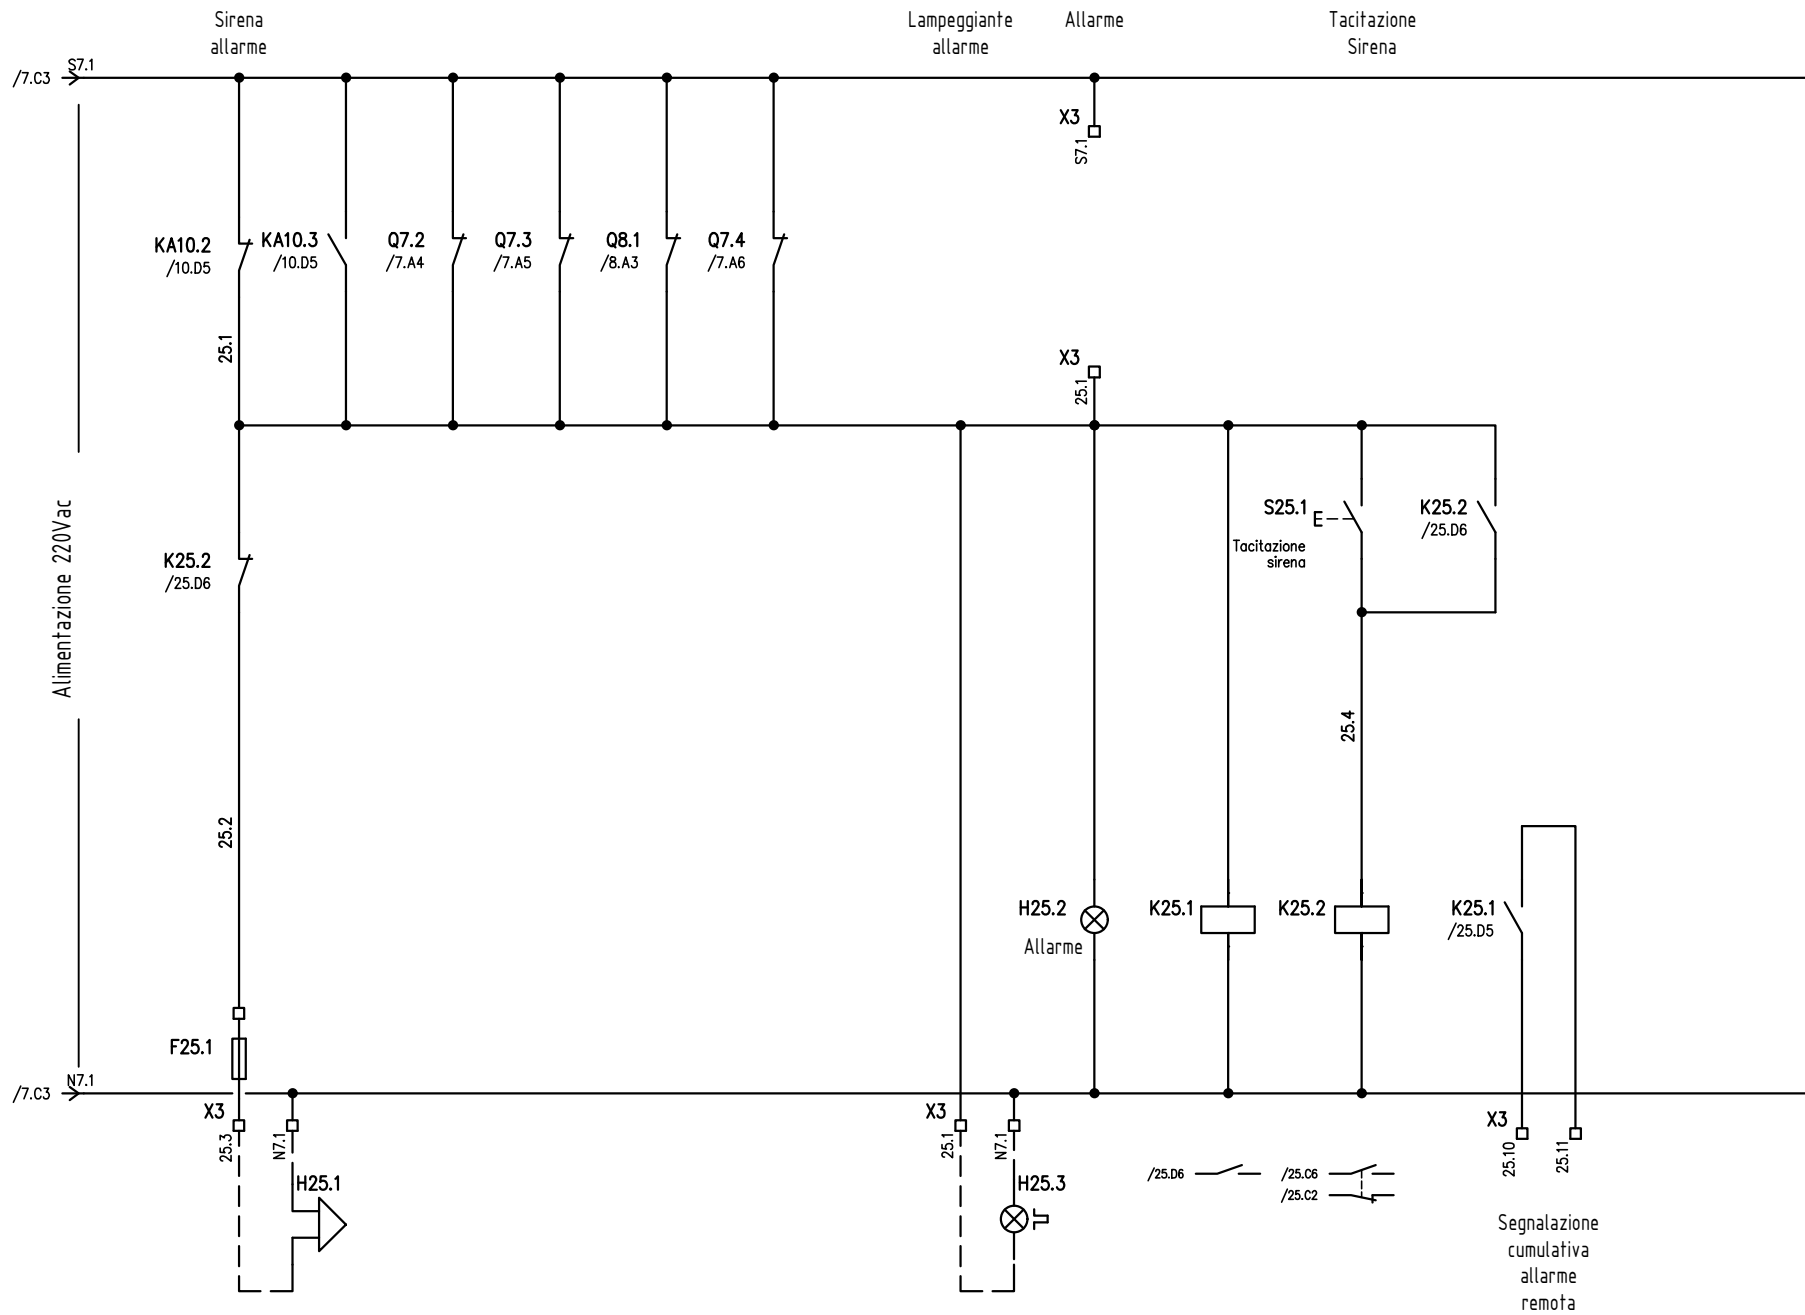 Sirena
allarme
Lampeggiante
allarme
Allarme
Tacitazione
Sirena
/7.C3
S7.1
X3
S7.1
KA10.2
/10.D5
KA10.3
/10.D5
Q7.2
/7.A4
Q7.3
/7.A5
Q8.1
/8.A3
Q7.4
/7.A6
25.1
X3
25.1
Alimentazione 220Vac
K25.2
/25.D6
S25.1
E
Tacitazione
sirena
K25.2
/25.D6
25.4
25.2
H25.2
Allarme
K25.1
K25.2
K25.1
/25.D5
F25.1
/7.C3
N7.1
X3
25.3
N7.1
H25.1
X3
25.1
N7.1
H25.3
/25.D6
/25.C6
/25.C2
X3
25.10
25.11
Segnalazione
cumulativa
allarme
remota